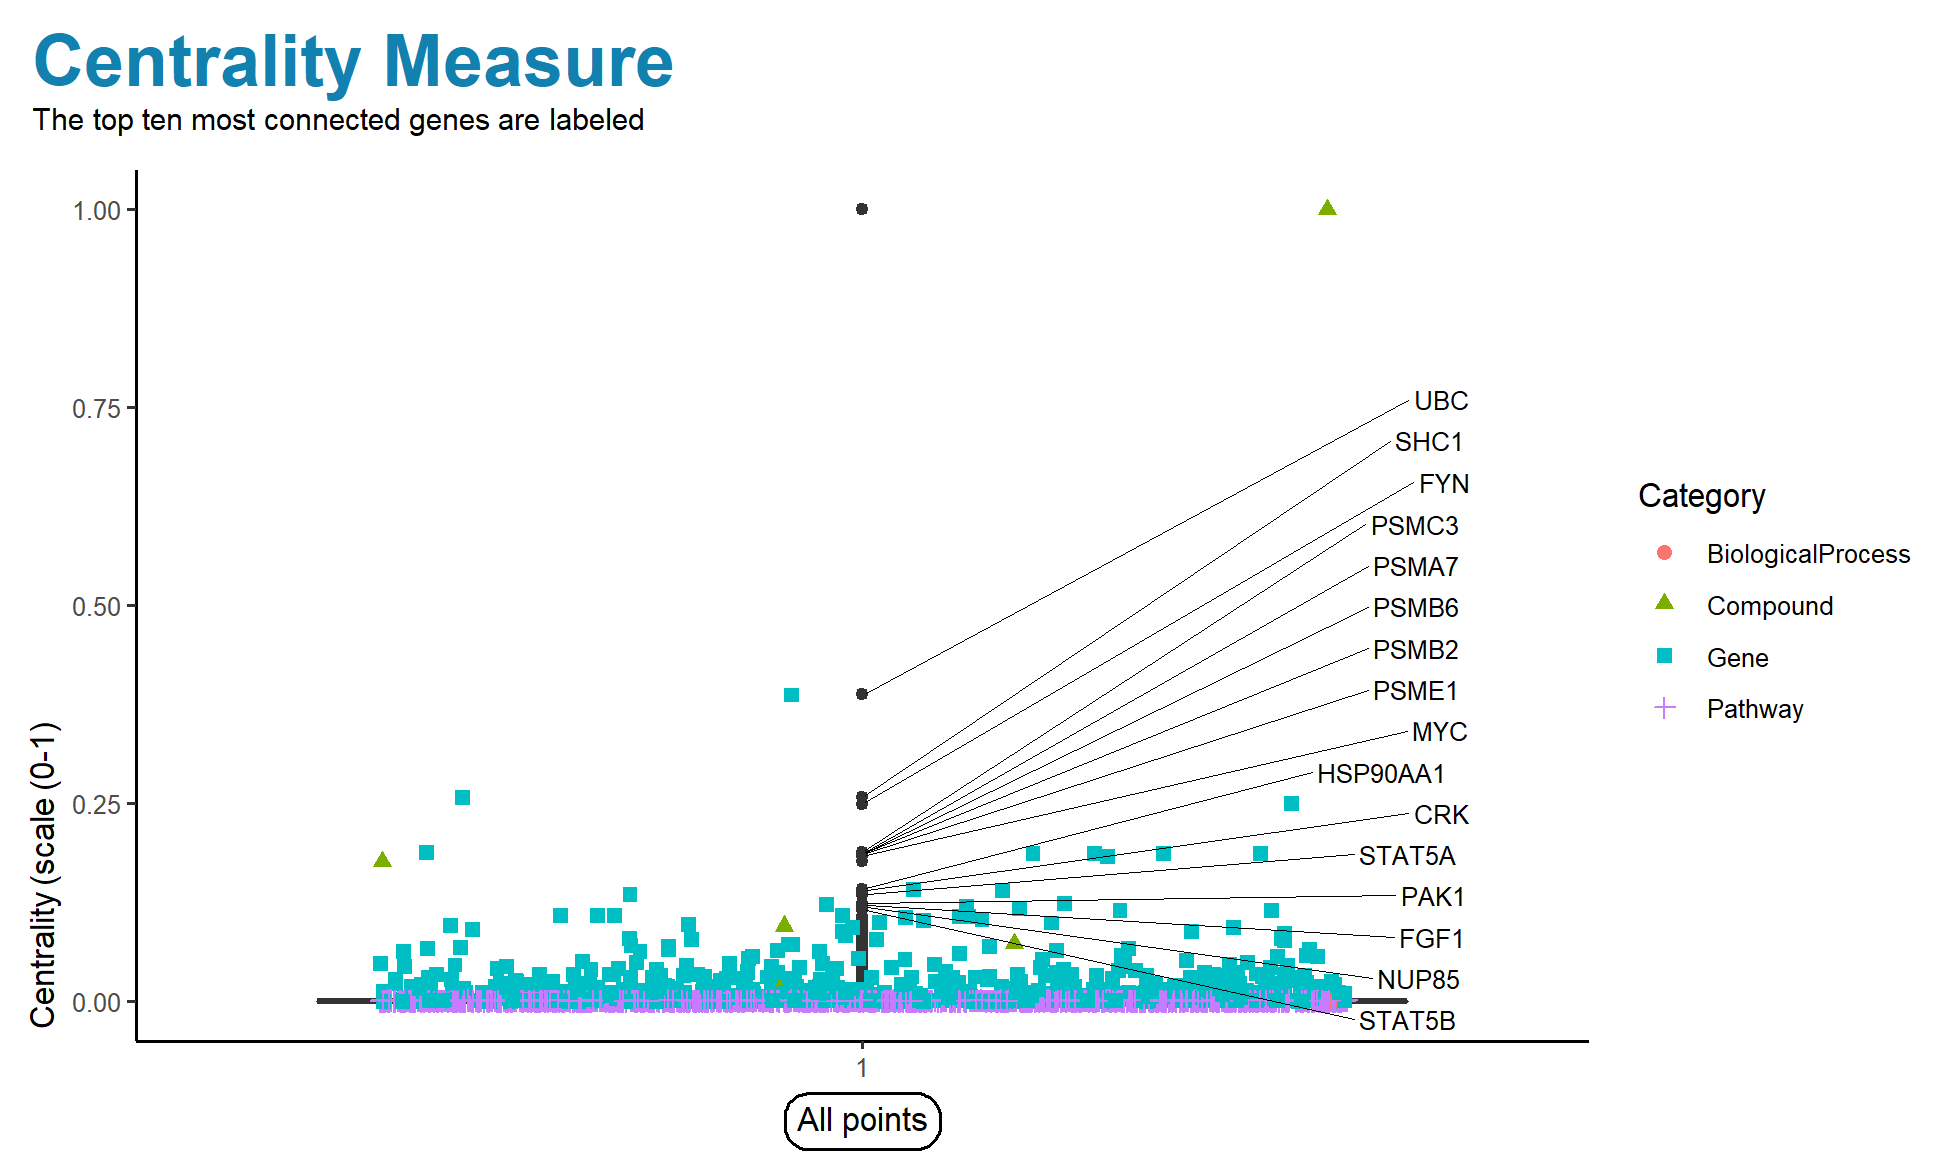 Centrality Measure
The top ten most connected genes are labeled
Centrality (scale (0-1)
1.00
0.75
0.50
0.25
0.00
UBC
SHC1
FYN
PSMC3
PSMA7
PSMB6
PSMB2
PSME1
MYC
HSP90AA1
CRK
STAT5A
PAK1
FGF1
NUP85
STAT5B
1
All points
Category
BiologicalProcess
Compound
Gene
Pathway